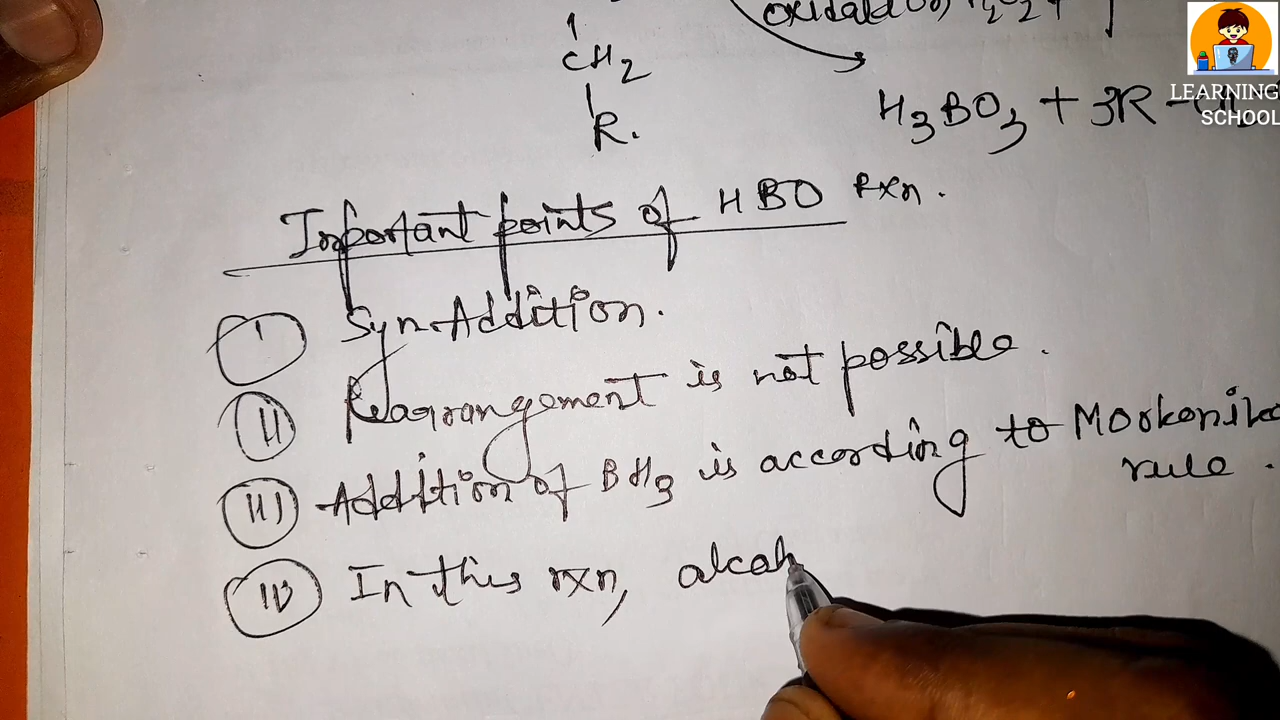 CH2
R.
H3BO3 + 3R-
LEARNING
SCHOOL
Important points of HBO Rxn.
I Syn-Addition.
II Rearrangement is not possible.
III) Addition of BH3 is according to
rule.
IV In this rxn, alcoh